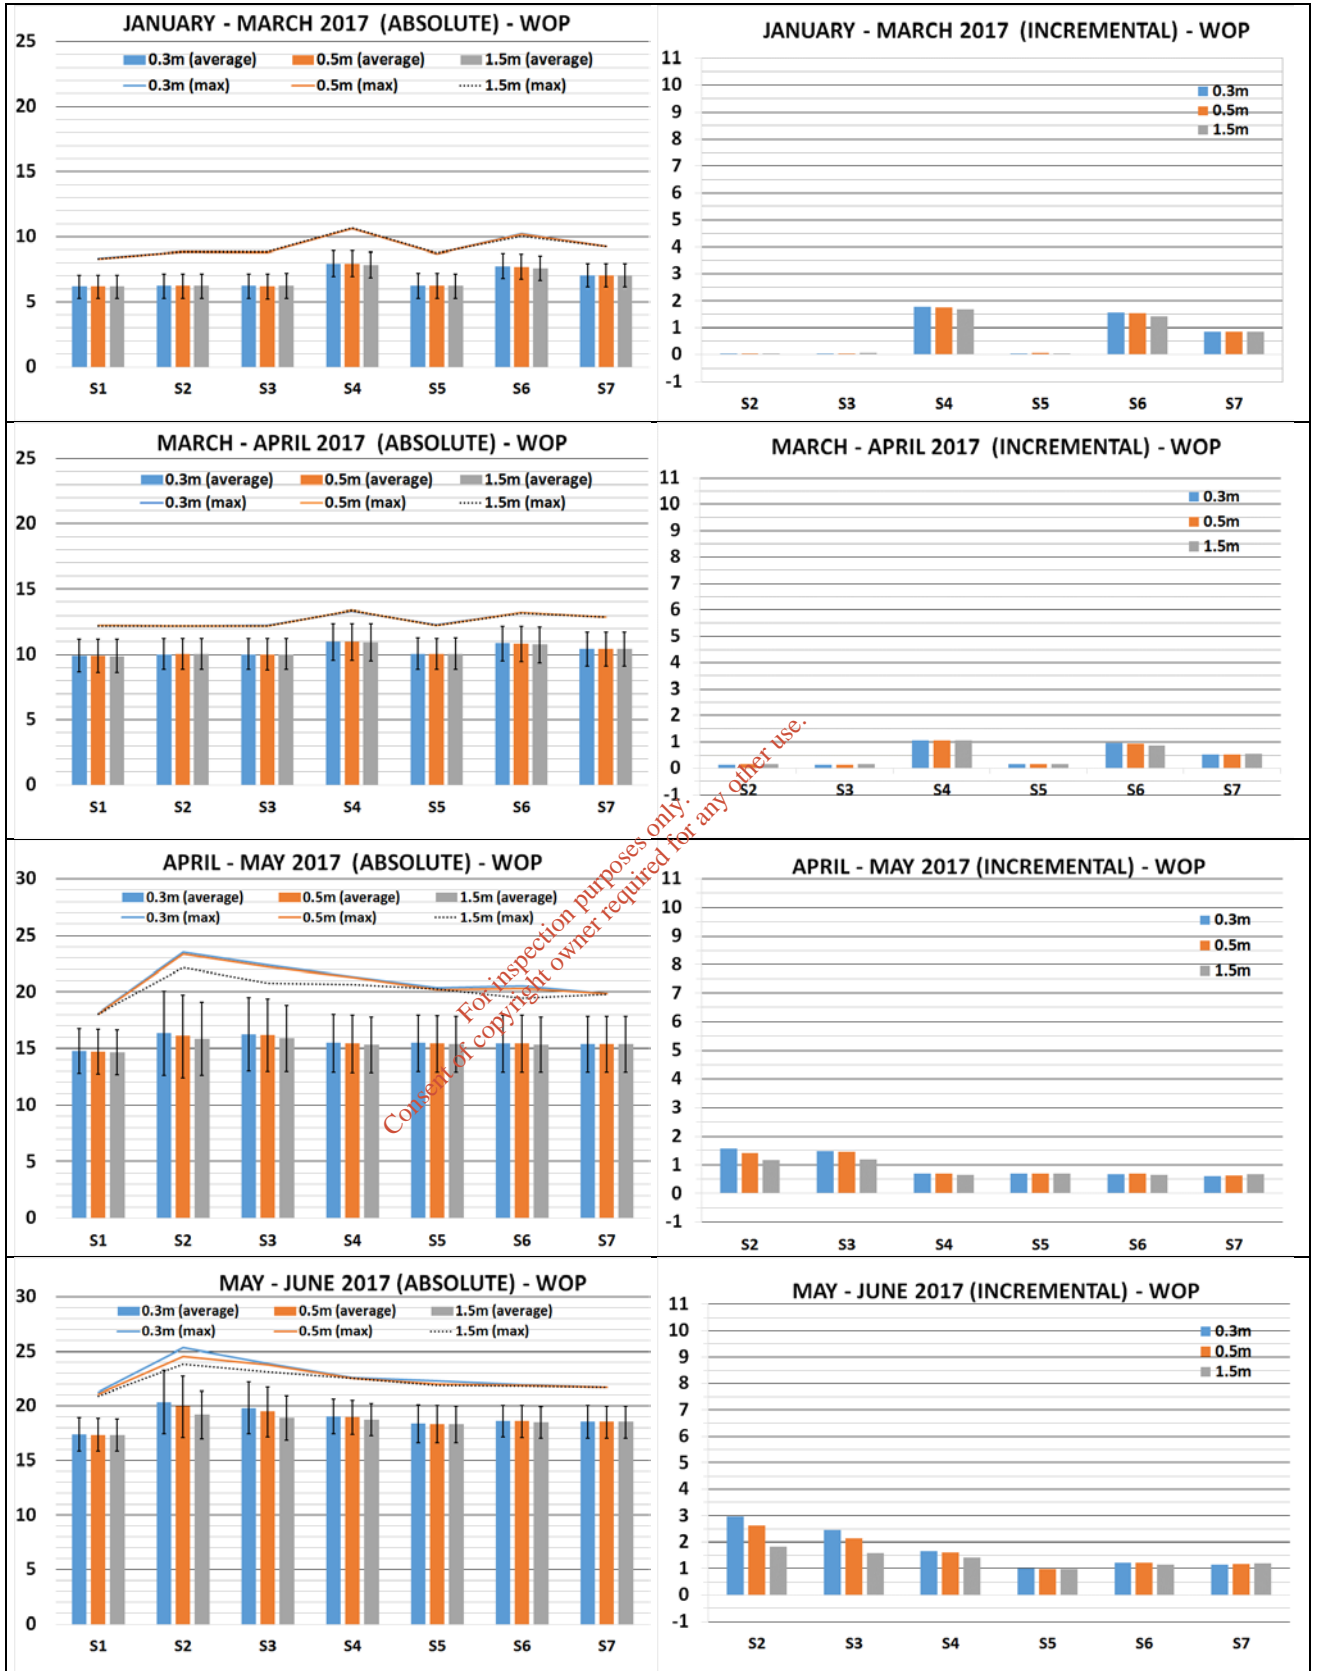 JANUARY - MARCH 2017 (ABSOLUTE) - WOP
25
0.3m (average) 0.5m (average) 1.5m (average)
0.3m (max) 0.5m (max) 1.5m (max)
20
15
10
5
0
S1 S2 S3 S4 S5 S6 S7
JANUARY - MARCH 2017 (INCREMENTAL) - WOP
11
10
9
8
7
6
5
4
3
2
1
0
-1
0.3m
0.5m
1.5m
S2 S3 S4 S5 S6 S7
MARCH - APRIL 2017 (ABSOLUTE) - WOP
25
0.3m (average) 0.5m (average) 1.5m (average)
0.3m (max) 0.5m (max) 1.5m (max)
20
15
10
5
0
S1 S2 S3 S4 S5 S6 S7
MARCH - APRIL 2017 (INCREMENTAL) - WOP
11
10
9
8
7
6
5
4
3
2
1
0
-1
0.3m
0.5m
1.5m
S2 S3 S4 S5 S6 S7
For inspection purposes only.
Consent of copyright owner required for any other use.
APRIL - MAY 2017 (ABSOLUTE) - WOP
30
0.3m (average) 0.5m (average) 1.5m (average)
0.3m (max) 0.5m (max) 1.5m (max)
25
20
15
10
5
0
S1 S2 S3 S4 S5 S6 S7
APRIL - MAY 2017 (INCREMENTAL) - WOP
11
10
9
8
7
6
5
4
3
2
1
0
-1
0.3m
0.5m
1.5m
S2 S3 S4 S5 S6 S7
MAY - JUNE 2017 (ABSOLUTE) - WOP
30
0.3m (average) 0.5m (average) 1.5m (average)
0.3m (max) 0.5m (max) 1.5m (max)
25
20
15
10
5
0
S1 S2 S3 S4 S5 S6 S7
MAY - JUNE 2017 (INCREMENTAL) - WOP
11
10
9
8
7
6
5
4
3
2
1
0
-1
0.3m
0.5m
1.5m
S2 S3 S4 S5 S6 S7